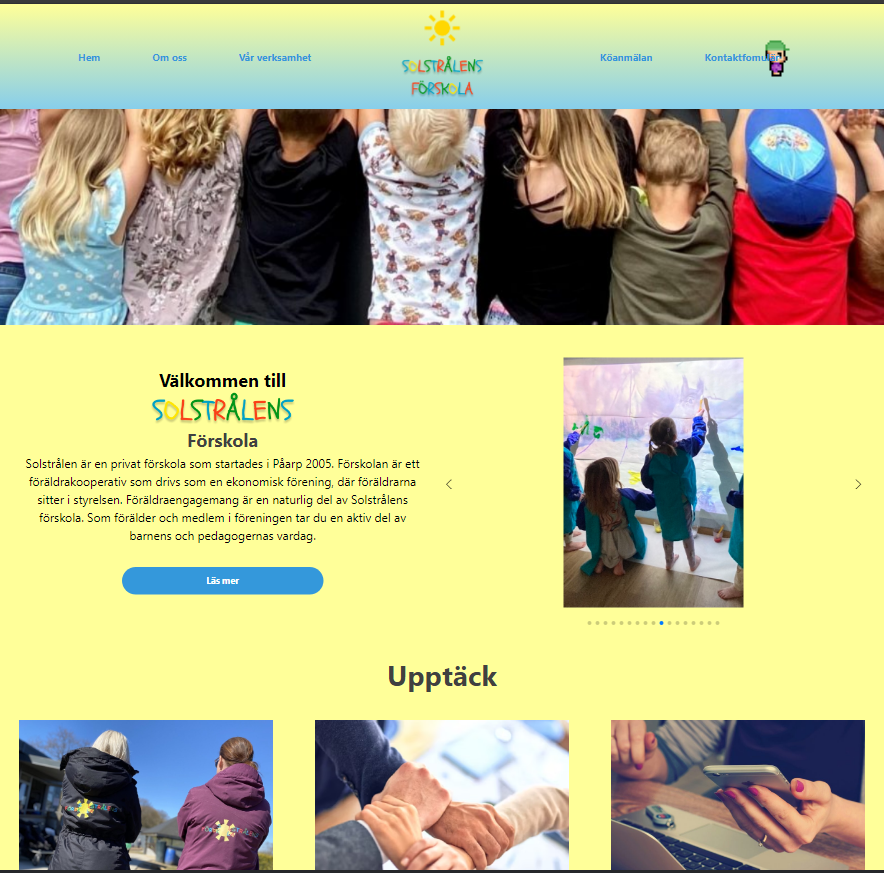 Hem Om oss Vår verksamhet
SOLSTRÅLENS
FÖRSKOLA
Köanmälan Kontaktfomulär
Välkommen till
SOLSTRÅLENS
Förskola
Solstrålen är en privat förskola som startades i Påarp 2005. Förskolan är ett
föräldrakooperativ som drivs som en ekonomisk förening, där föräldrarna
sitter i styrelsen. Föräldraengagemang är en naturlig del av Solstrålens
förskola. Som förälder och medlem i föreningen tar du en aktiv del av
barnens och pedagogernas vardag.
Läs mer
Upptäck